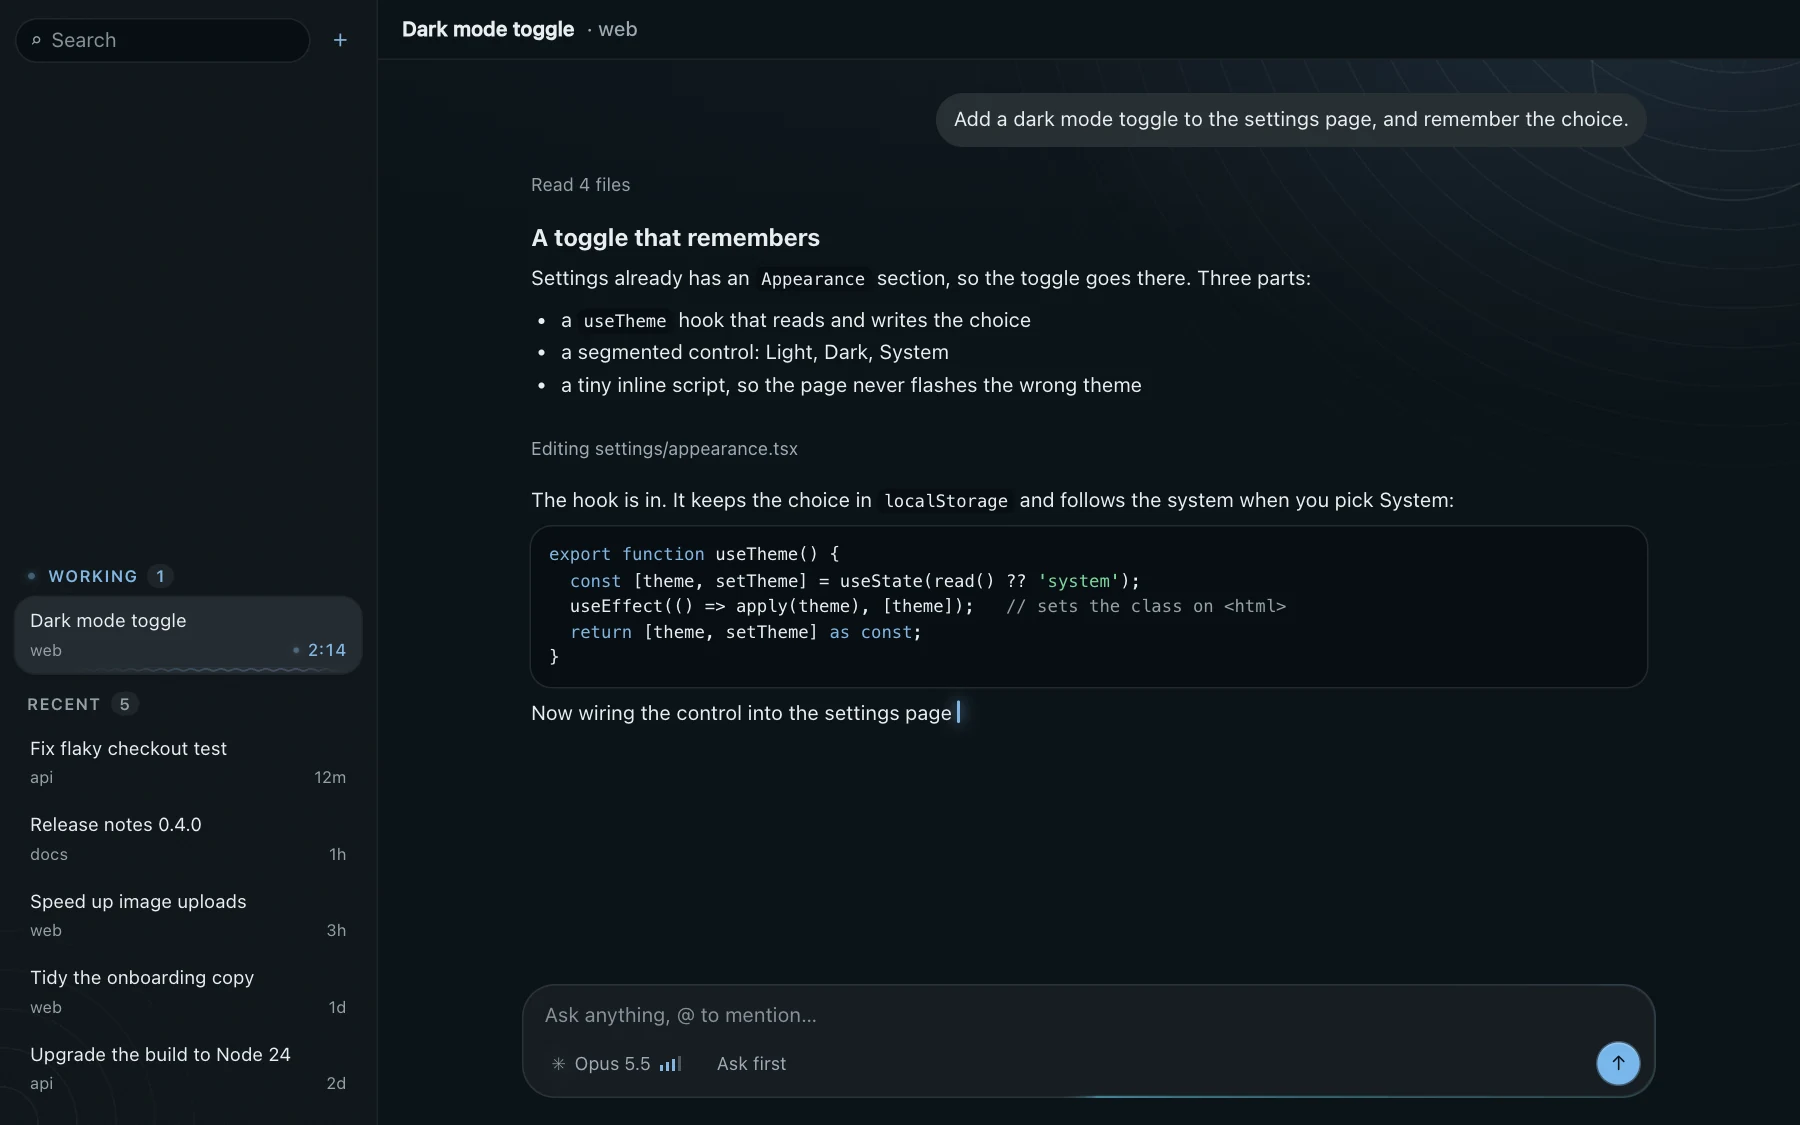 Search
+
WORKING 1
Dark mode toggle
web 2:14
RECENT 5
Fix flaky checkout test
api 12m
Release notes 0.4.0
docs 1h
Speed up image uploads
web 3h
Tidy the onboarding copy
web 1d
Upgrade the build to Node 24
api 2d
Dark mode toggle · web
Add a dark mode toggle to the settings page, and remember the choice.
Read 4 files
A toggle that remembers
Settings already has an Appearance section, so the toggle goes there. Three parts:
• a useTheme hook that reads and writes the choice
• a segmented control: Light, Dark, System
• a tiny inline script, so the page never flashes the wrong theme
Editing settings/appearance.tsx
The hook is in. It keeps the choice in localStorage and follows the system when you pick System:
export function useTheme() {
  const [theme, setTheme] = useState(read() ?? 'system');
  useEffect(() => apply(theme), [theme]);   // sets the class on <html>
  return [theme, setTheme] as const;
}
Now wiring the control into the settings page
Ask anything, @ to mention...
Opus 5.5 Ask first